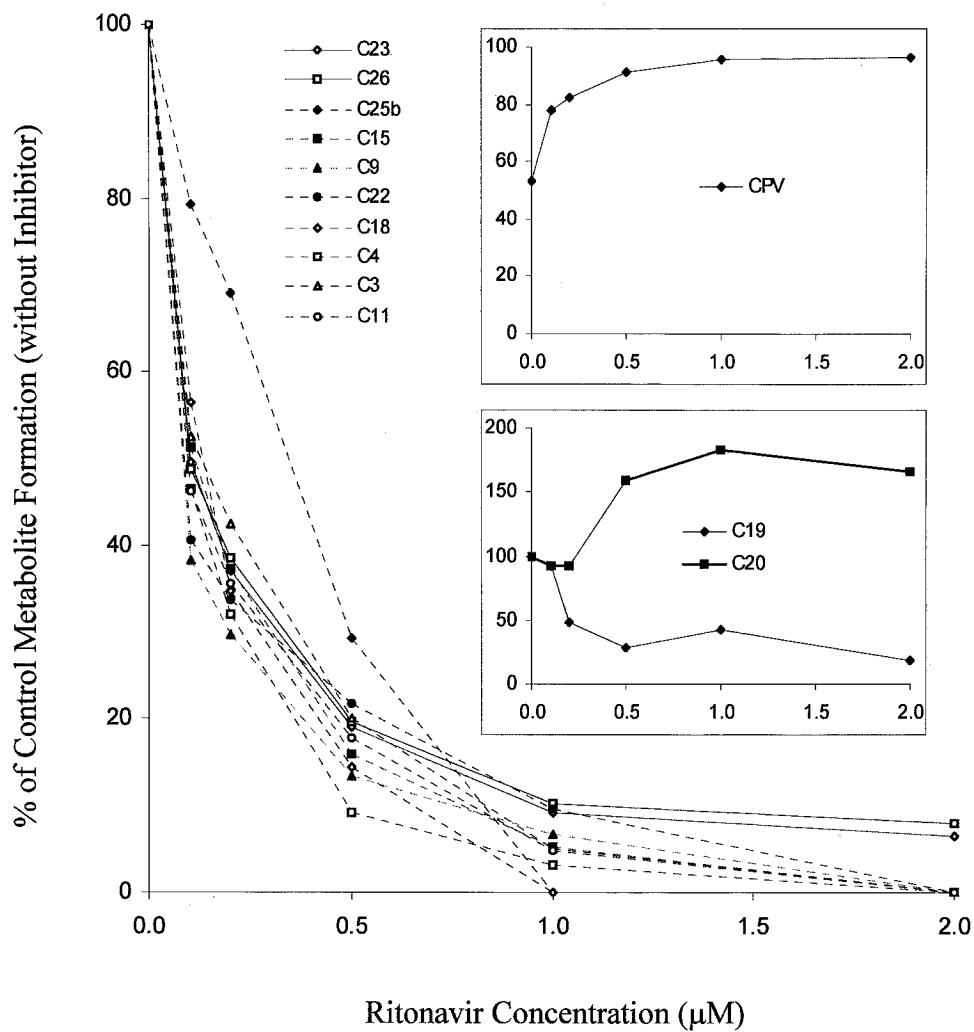 % of Control Metabolite Formation (without Inhibitor)
100
80
60
40
20
0
0.0 0.5 1.0 1.5 2.0
Ritonavir Concentration (μM)
C23
C26
C25b
C15
C9
C22
C18
C4
C3
C11
100
80
60
40
20
0
0.0 0.5 1.0 1.5 2.0
CPV
200
150
100
50
0
0.0 0.5 1.0 1.5 2.0
C19
C20